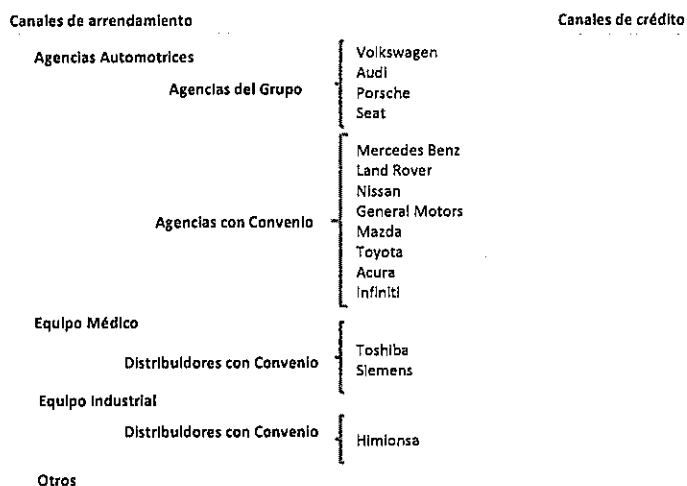 Canales de arrendamiento
Canales de crédito
Agencias Automotrices
Agencias del Grupo
Volkswagen
Audi
Porsche
Seat
Agencias con Convenio
Mercedes Benz
Land Rover
Nissan
General Motors
Mazda
Toyota
Acura
Infiniti
Equipo Médico
Distribuidores con Convenio
Toshiba
Siemens
Equipo Industrial
Distribuidores con Convenio
Himionsa
Otros